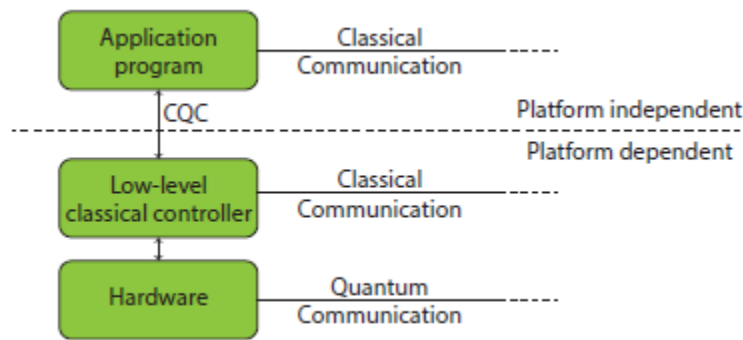 Application
program
Classical
Communication
CQC
Platform independent
Platform dependent
Low-level
classical controller
Classical
Communication
Hardware
Quantum
Communication